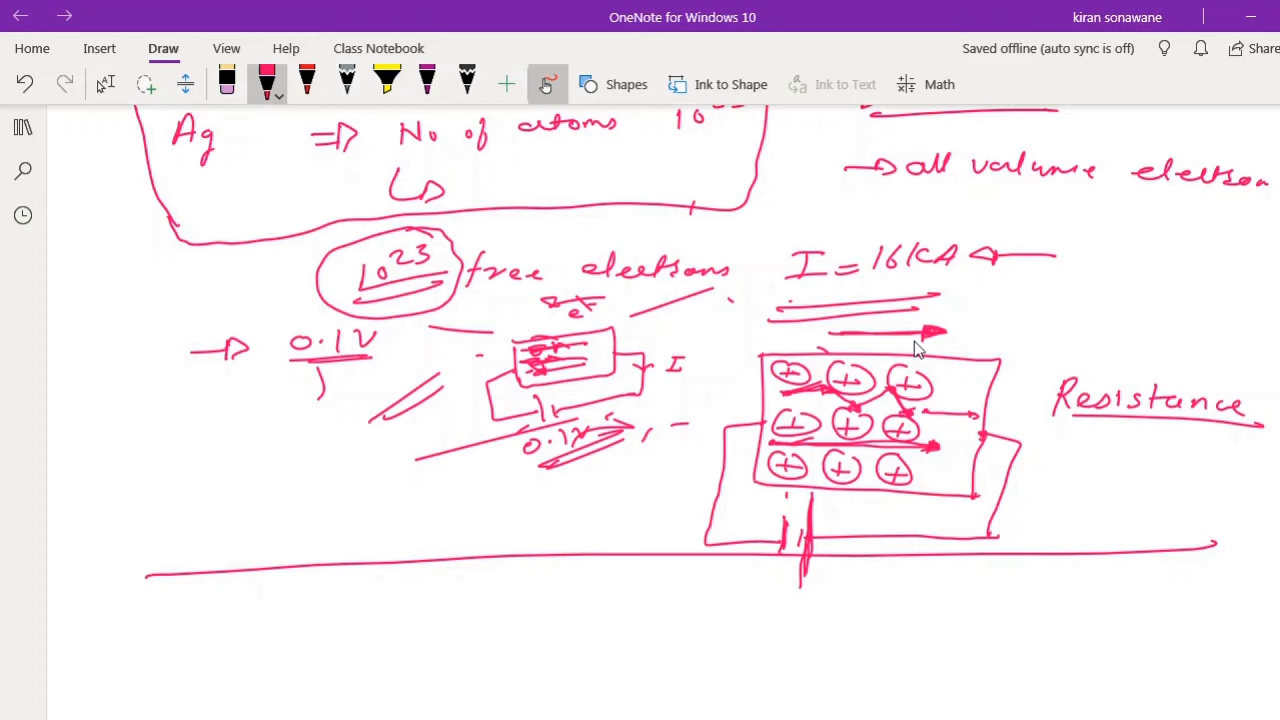 OneNote for Windows 10
kiran sonawane
Home Insert Draw View Help Class Notebook
Saved offline (auto sync is off)
Share
Shapes
Ink to Shape
Ink to Text
Math
Ag ⇒ No of atoms
→ all valunie electson
10²³ free electrons
I = 16kA
→ 0.1V
e
I
0.1V
+ + +
+ + +
+ + +
Resistance